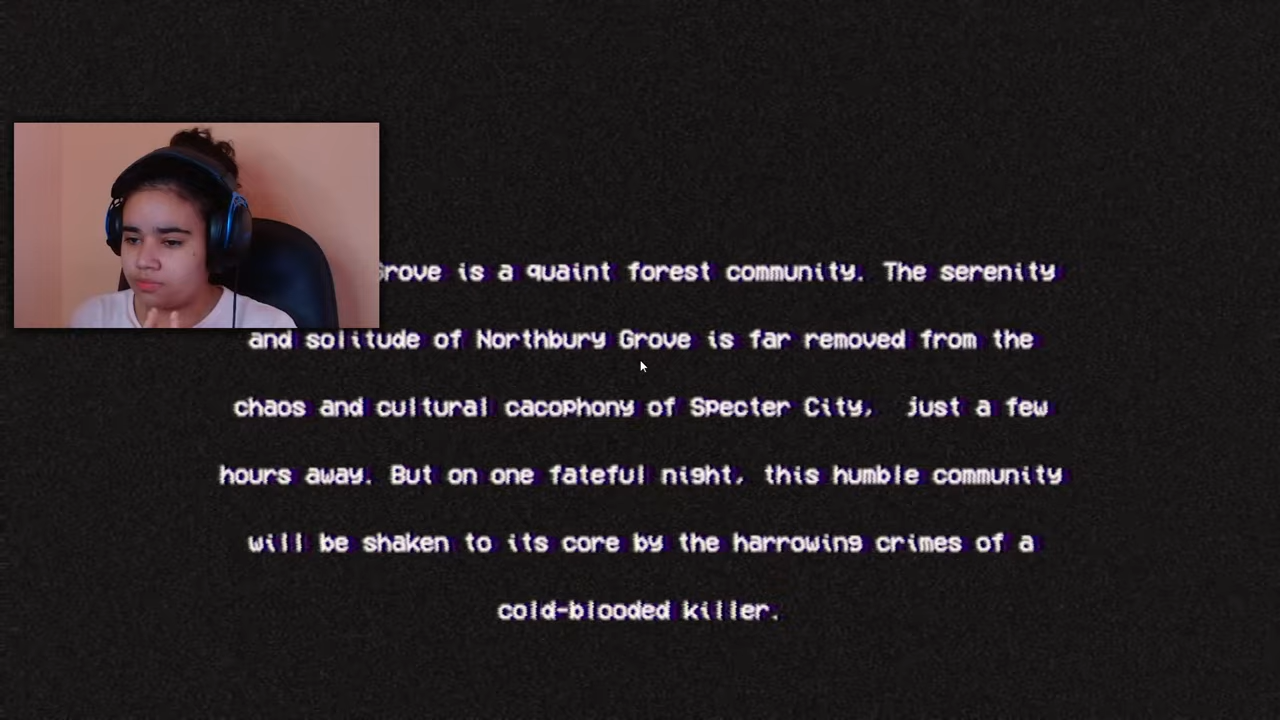 Grove is a quaint forest community. The serenity
and solitude of Northbury Grove is far removed from the
chaos and cultural cacophony of Specter City, just a few
hours away. But on one fateful night, this humble community
will be shaken to its core by the harrowing crimes of a
cold-blooded killer.